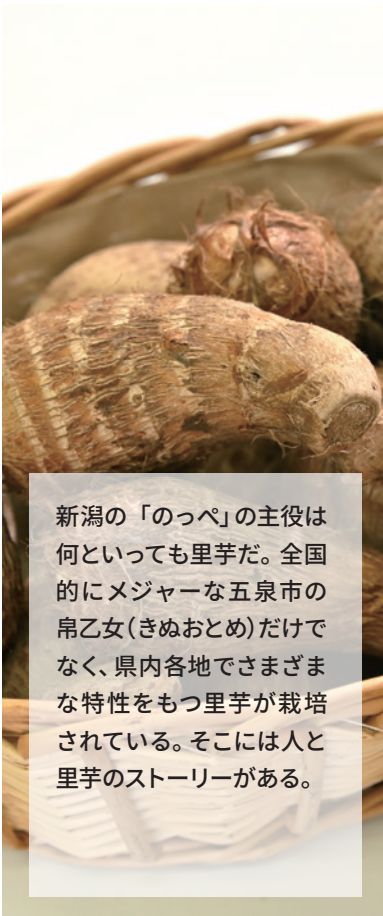 新潟の「のっぺ」の主役は
何といっても里芋だ。全国
的にメジャーな五泉市の
帛乙女（きぬおとめ）だけで
なく、県内各地でさまざま
な特性をもつ里芋が栽培
されている。そこには人と
里芋のストーリーがある。